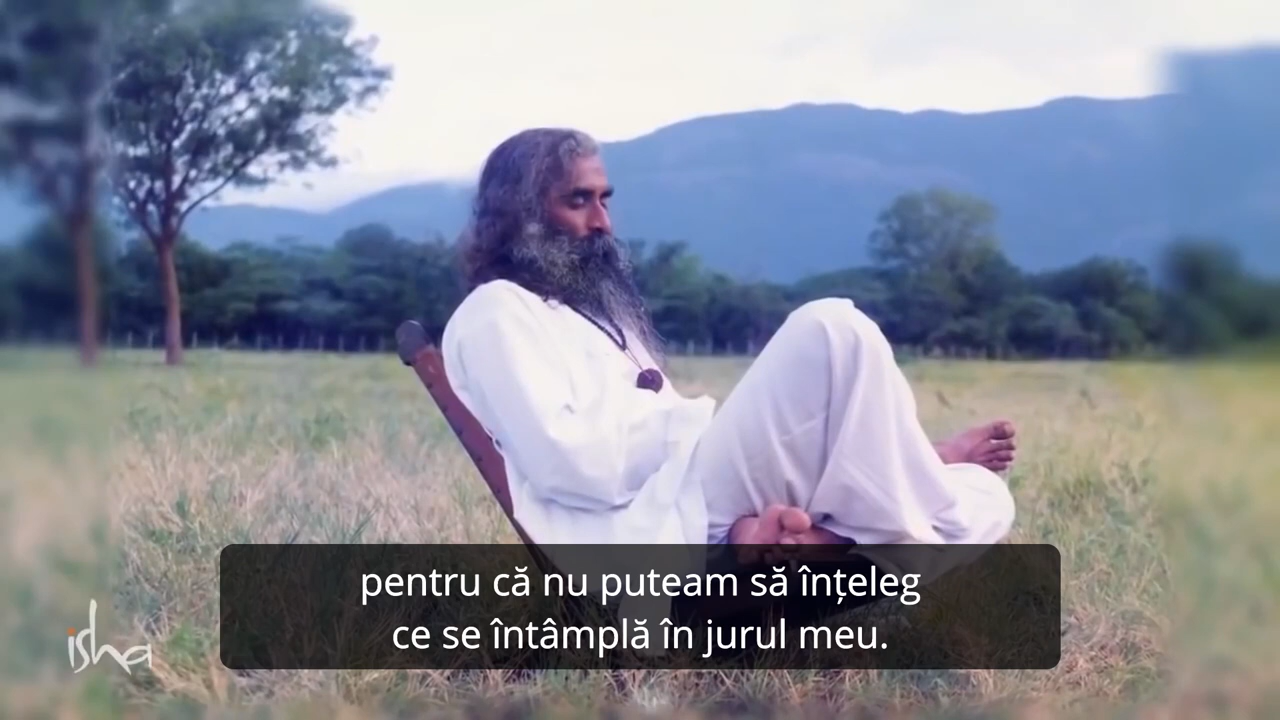 pentru că nu puteam să înțeleg
ce se întâmplă în jurul meu.
isha